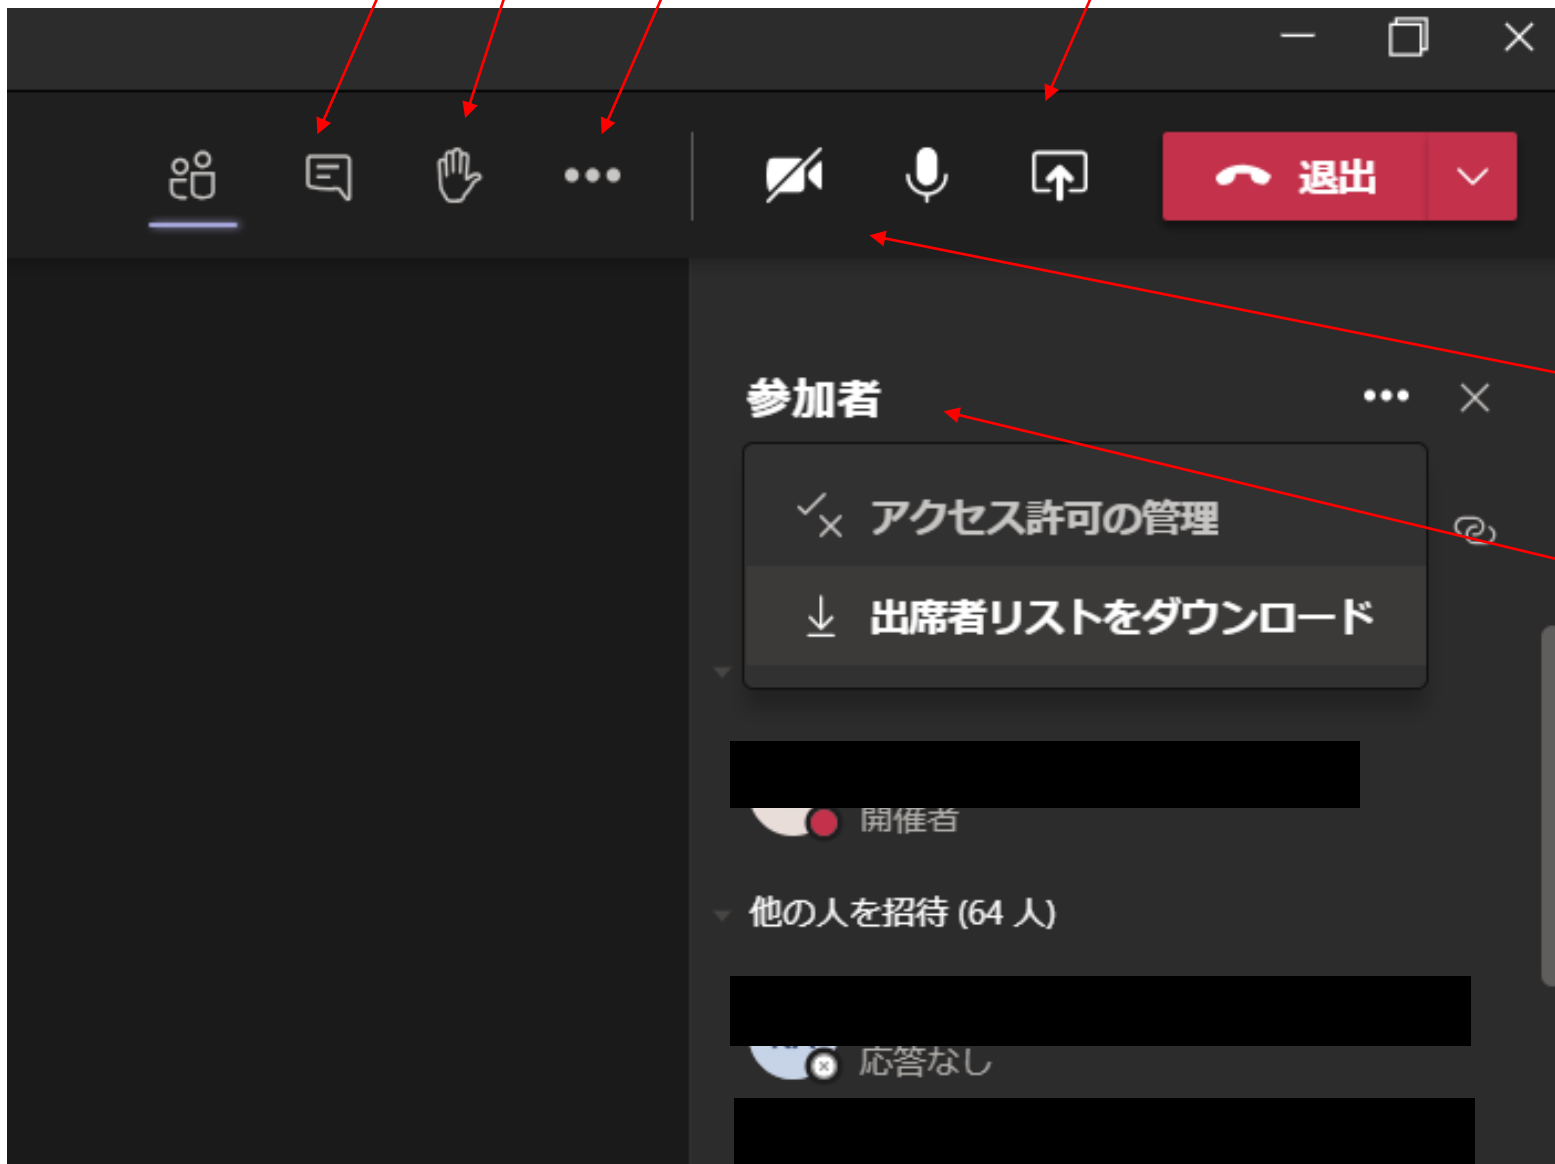 退出
参加者
アクセス許可の管理
出席者リストをダウンロード
開催者
他の人を招待 (64 人)
応答なし